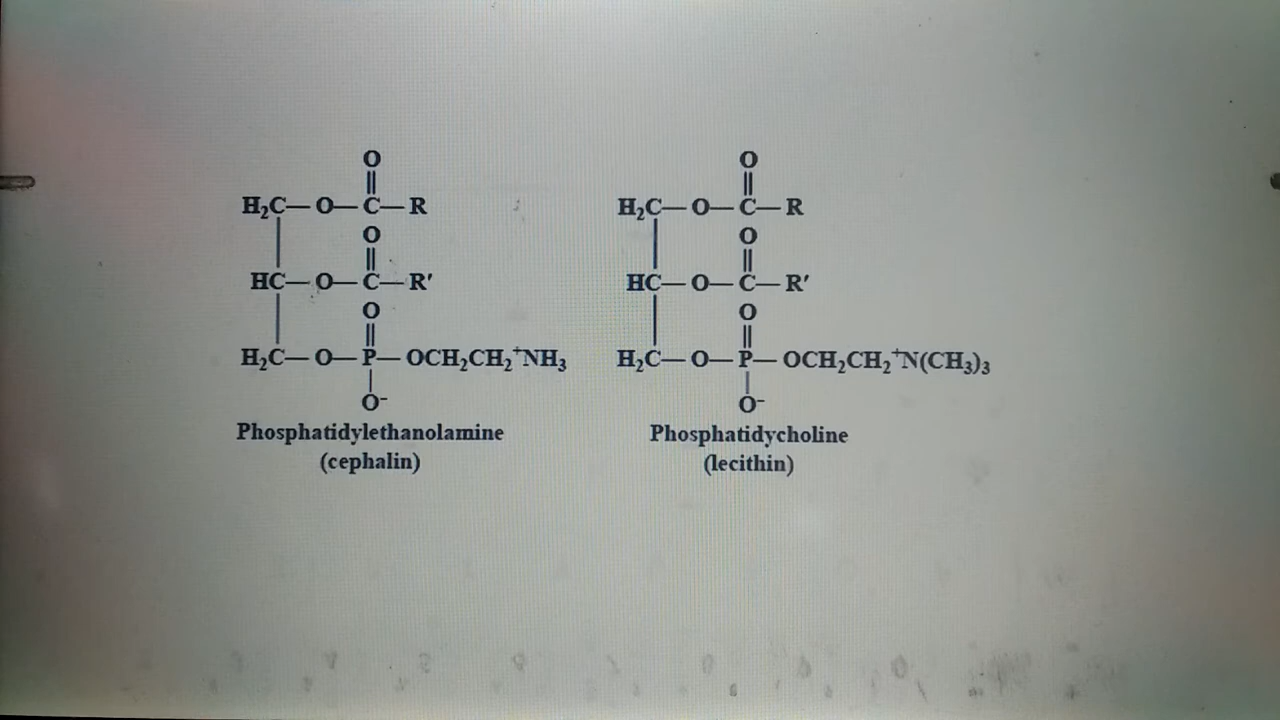 O O
H₂C—O—C—R H₂C—O—C—R
O O
HC—O—C—R′ HC—O—C—R′
O O
H₂C—O—P—OCH₂CH₂⁺NH₃ H₂C—O—P—OCH₂CH₂⁺N(CH₃)₃
O⁻ O⁻
Phosphatidylethanolamine Phosphatidycholine
(cephalin) (lecithin)